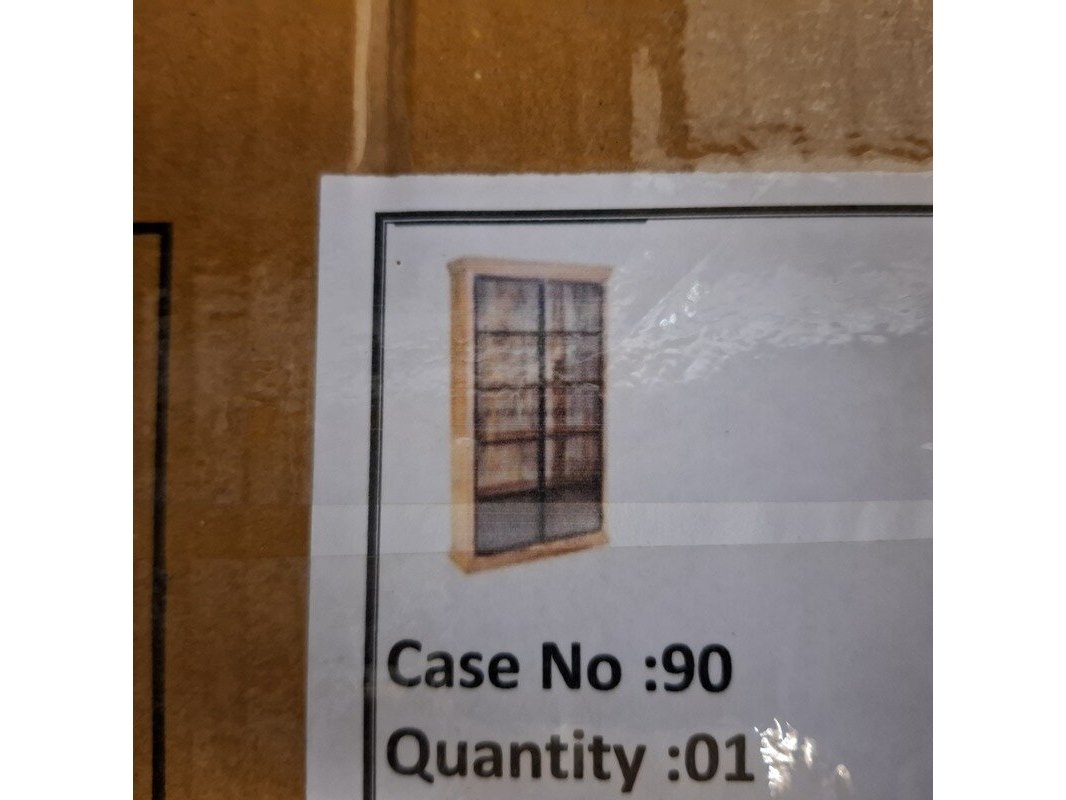 Case No :90
Quantity :01